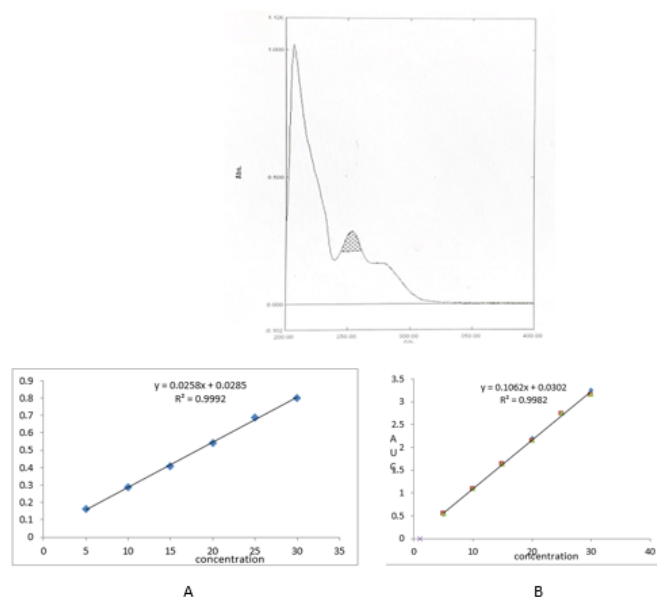 1.000
0.500
0.000
200.00 250.00 300.00 350.00 400.00
Abs.
y = 0.0258x + 0.0285
R² = 0.9992
0.9
0.8
0.7
0.6
0.5
0.4
0.3
0.2
0.1
0
0 5 10 15 20 25 30 35
concentration
A
y = 0.1062x + 0.0302
R² = 0.9982
3.5
3
2.5
2
1.5
1
0.5
0
A
U
C
0 10 20 30 40
concentration
B